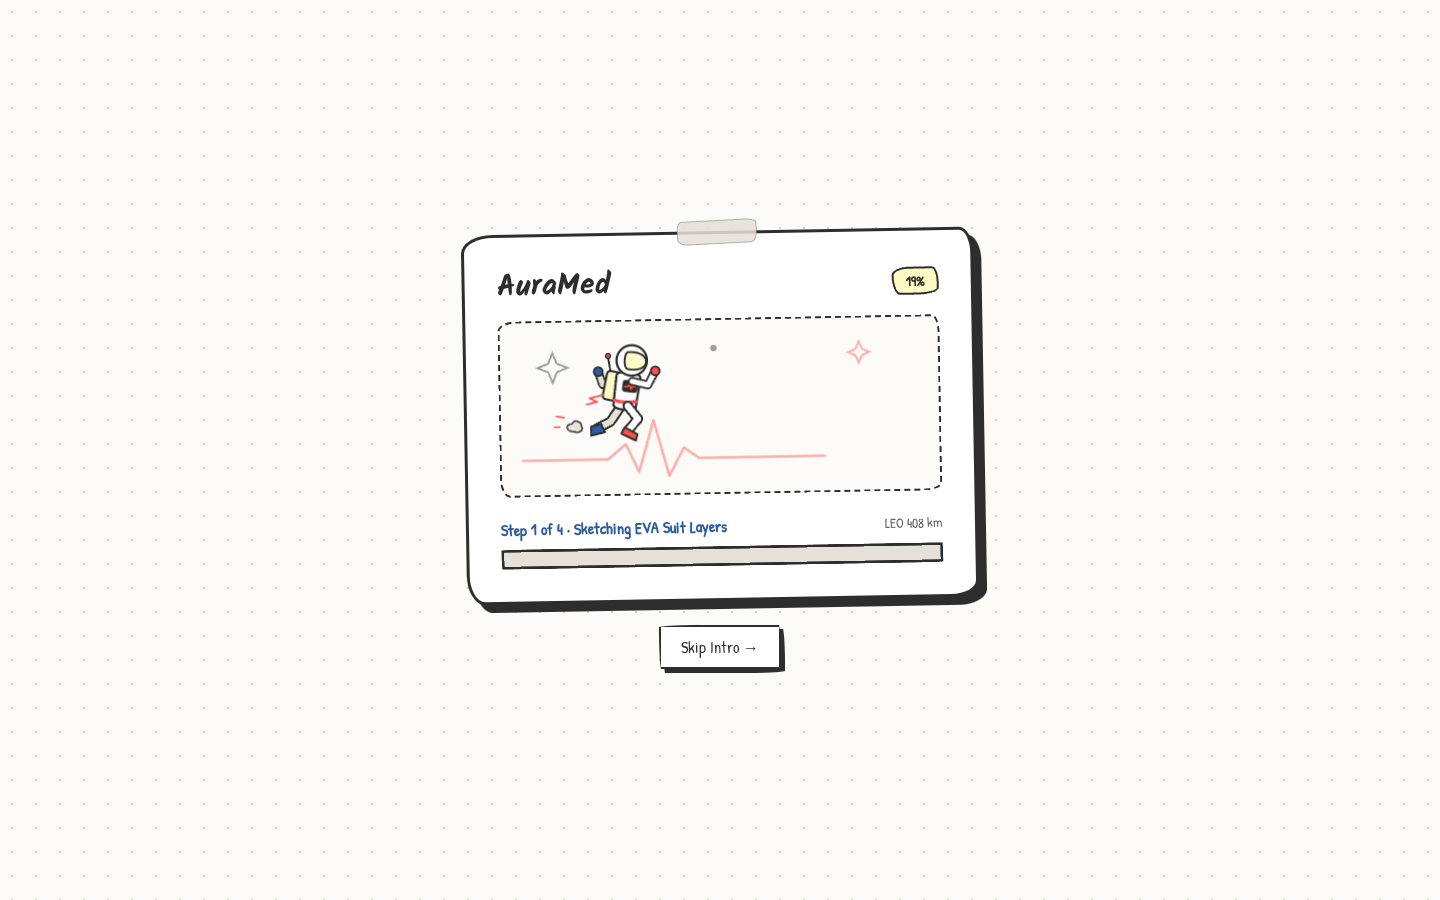 AuraMed
19%
Step 1 of 4 · Sketching EVA Suit Layers
LEO 408 km
Skip Intro →